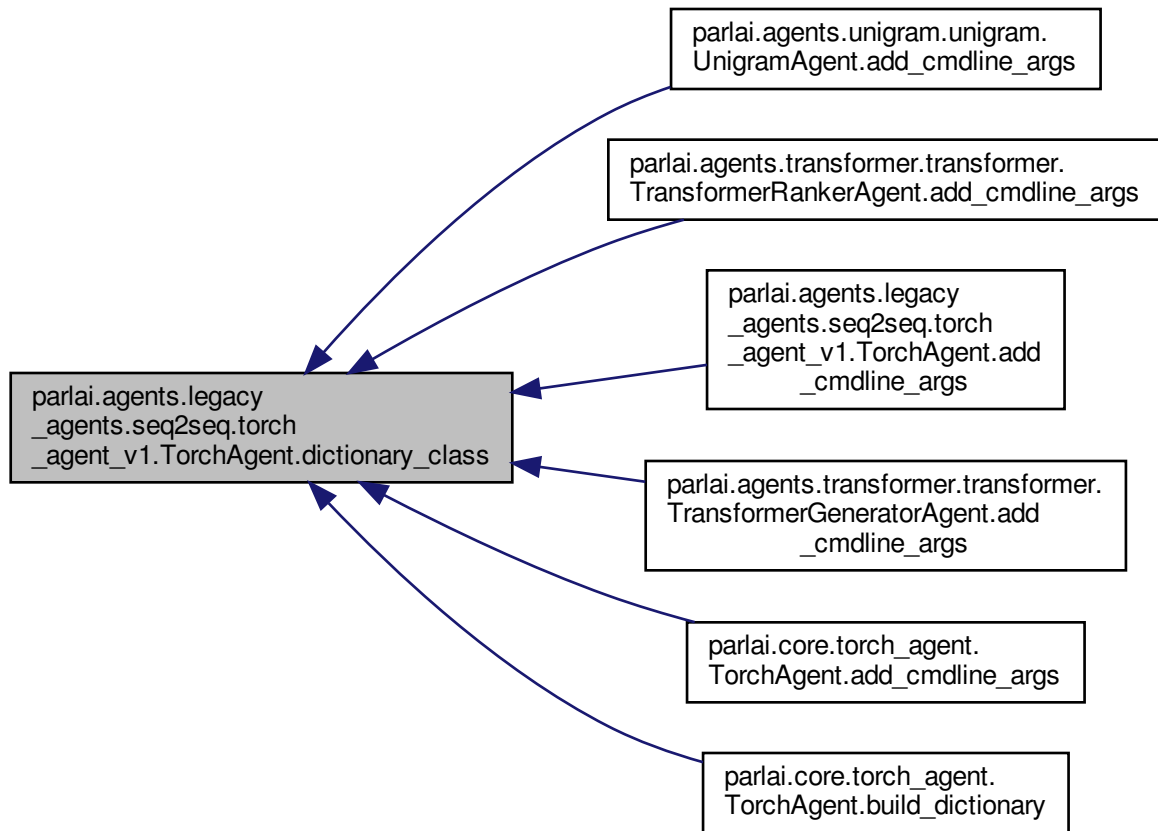 parlai.agents.unigram.unigram.
UnigramAgent.add_cmdline_args
parlai.agents.transformer.transformer.
TransformerRankerAgent.add_cmdline_args
parlai.agents.legacy
_agents.seq2seq.torch
_agent_v1.TorchAgent.add
_cmdline_args
parlai.agents.legacy
_agents.seq2seq.torch
_agent_v1.TorchAgent.dictionary_class
parlai.agents.transformer.transformer.
TransformerGeneratorAgent.add
_cmdline_args
parlai.core.torch_agent.
TorchAgent.add_cmdline_args
parlai.core.torch_agent.
TorchAgent.build_dictionary